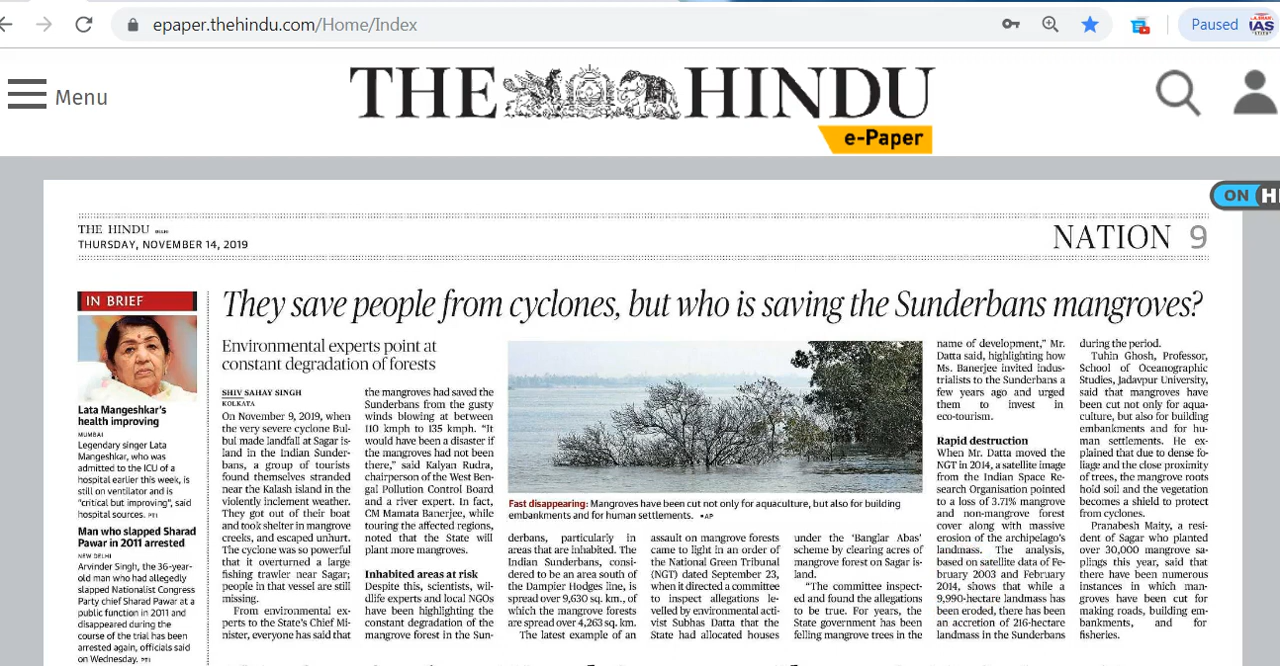 epaper.thehindu.com/Home/Index
Paused
IAS
Menu
THE HINDU
e-Paper
ON
THE HINDU
THURSDAY, NOVEMBER 14, 2019
NATION 9
IN BRIEF
Lata Mangeshkar's
health improving
MUMBAI
Legendary singer Lata
Mangeshkar, who was
admitted to the ICU of a
hospital earlier this week, is
still on ventilator and is
“critical but improving”, said
hospital sources. PTI
Man who slapped Sharad
Pawar in 2011 arrested
NEW DELHI
Arvinder Singh, the 36-year-
old man who had allegedly
slapped Nationalist Congress
Party chief Sharad Pawar at a
public function in 2011 and
disappeared during the
course of the trial has been
arrested again, officials said
on Wednesday. PTI
They save people from cyclones, but who is saving the Sunderbans mangroves?
Environmental experts point at
constant degradation of forests
SHIV SAHAY SINGH
KOLKATA
On November 9, 2019, when
the very severe cyclone Bul-
bul made landfall at Sagar is-
land in the Indian Sunder-
bans, a group of tourists
found themselves stranded
near the Kalash island in the
violently inclement weather.
They got out of their boat
and took shelter in mangrove
creeks, and escaped unhurt.
The cyclone was so powerful
that it overturned a large
fishing trawler near Sagar;
people in that vessel are still
missing.
From environmental ex-
perts to the State's Chief Mi-
nister, everyone has said that
the mangroves had saved the
Sunderbans from the gusty
winds blowing at between
110 kmph to 135 kmph. “It
would have been a disaster if
the mangroves had not been
there,” said Kalyan Rudra,
chairperson of the West Ben-
gal Pollution Control Board
and a river expert. In fact,
CM Mamata Banerjee, while
touring the affected regions,
noted that the State will
plant more mangroves.
Inhabited areas at risk
Despite this, scientists, wil-
dlife experts and local NGOs
have been highlighting the
constant degradation of the
mangrove forest in the Sun-
Fast disappearing: Mangroves have been cut not only for aquaculture, but also for building
embankments and for human settlements. •AP
derbans, particularly in
areas that are inhabited. The
Indian Sunderbans, consi-
dered to be an area south of
the Dampier Hodges line, is
spread over 9,630 sq. km., of
which the mangrove forests
are spread over 4,263 sq. km.
The latest example of an
assault on mangrove forests
came to light in an order of
the National Green Tribunal
(NGT) dated September 23,
when it directed a committee
to inspect allegations le-
velled by environmental acti-
vist Subhas Datta that the
State had allocated houses
under the ‘Banglar Abas’
scheme by clearing acres of
mangrove forest on Sagar is-
land.
“The committee inspect-
ed and found the allegations
to be true. For years, the
State government has been
felling mangrove trees in the
name of development,” Mr.
Datta said, highlighting how
Ms. Banerjee invited indus-
trialists to the Sunderbans a
few years ago and urged
them to invest in
eco-tourism.
Rapid destruction
When Mr. Datta moved the
NGT in 2014, a satellite image
from the Indian Space Re-
search Organisation pointed
to a loss of 3.71% mangrove
and non-mangrove forest
cover along with massive
erosion of the archipelago's
landmass. The analysis,
based on satellite data of Fe-
bruary 2003 and February
2014, shows that while a
9,990-hectare landmass has
been eroded, there has been
an accretion of 216-hectare
landmass in the Sunderbans
during the period.
Tuhin Ghosh, Professor,
School of Oceanographic
Studies, Jadavpur University,
said that mangroves have
been cut not only for aqua-
culture, but also for building
embankments and for hu-
man settlements. He ex-
plained that due to dense fo-
liage and the close proximity
of trees, the mangrove roots
hold soil and the vegetation
becomes a shield to protect
from cyclones.
Pranabesh Maity, a resi-
dent of Sagar who planted
over 30,000 mangrove sa-
plings this year, said that
there have been numerous
instances in which man-
groves have been cut for
making roads, building em-
bankments, and for
fisheries.